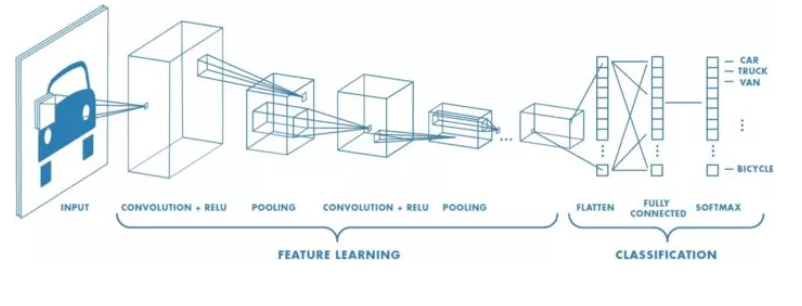 CAR
TRUCK
VAN
BICYCLE
INPUT
CONVOLUTION + RELU
POOLING
CONVOLUTION + RELU
POOLING
FLATTEN
FULLY
CONNECTED
SOFTMAX
FEATURE LEARNING
CLASSIFICATION